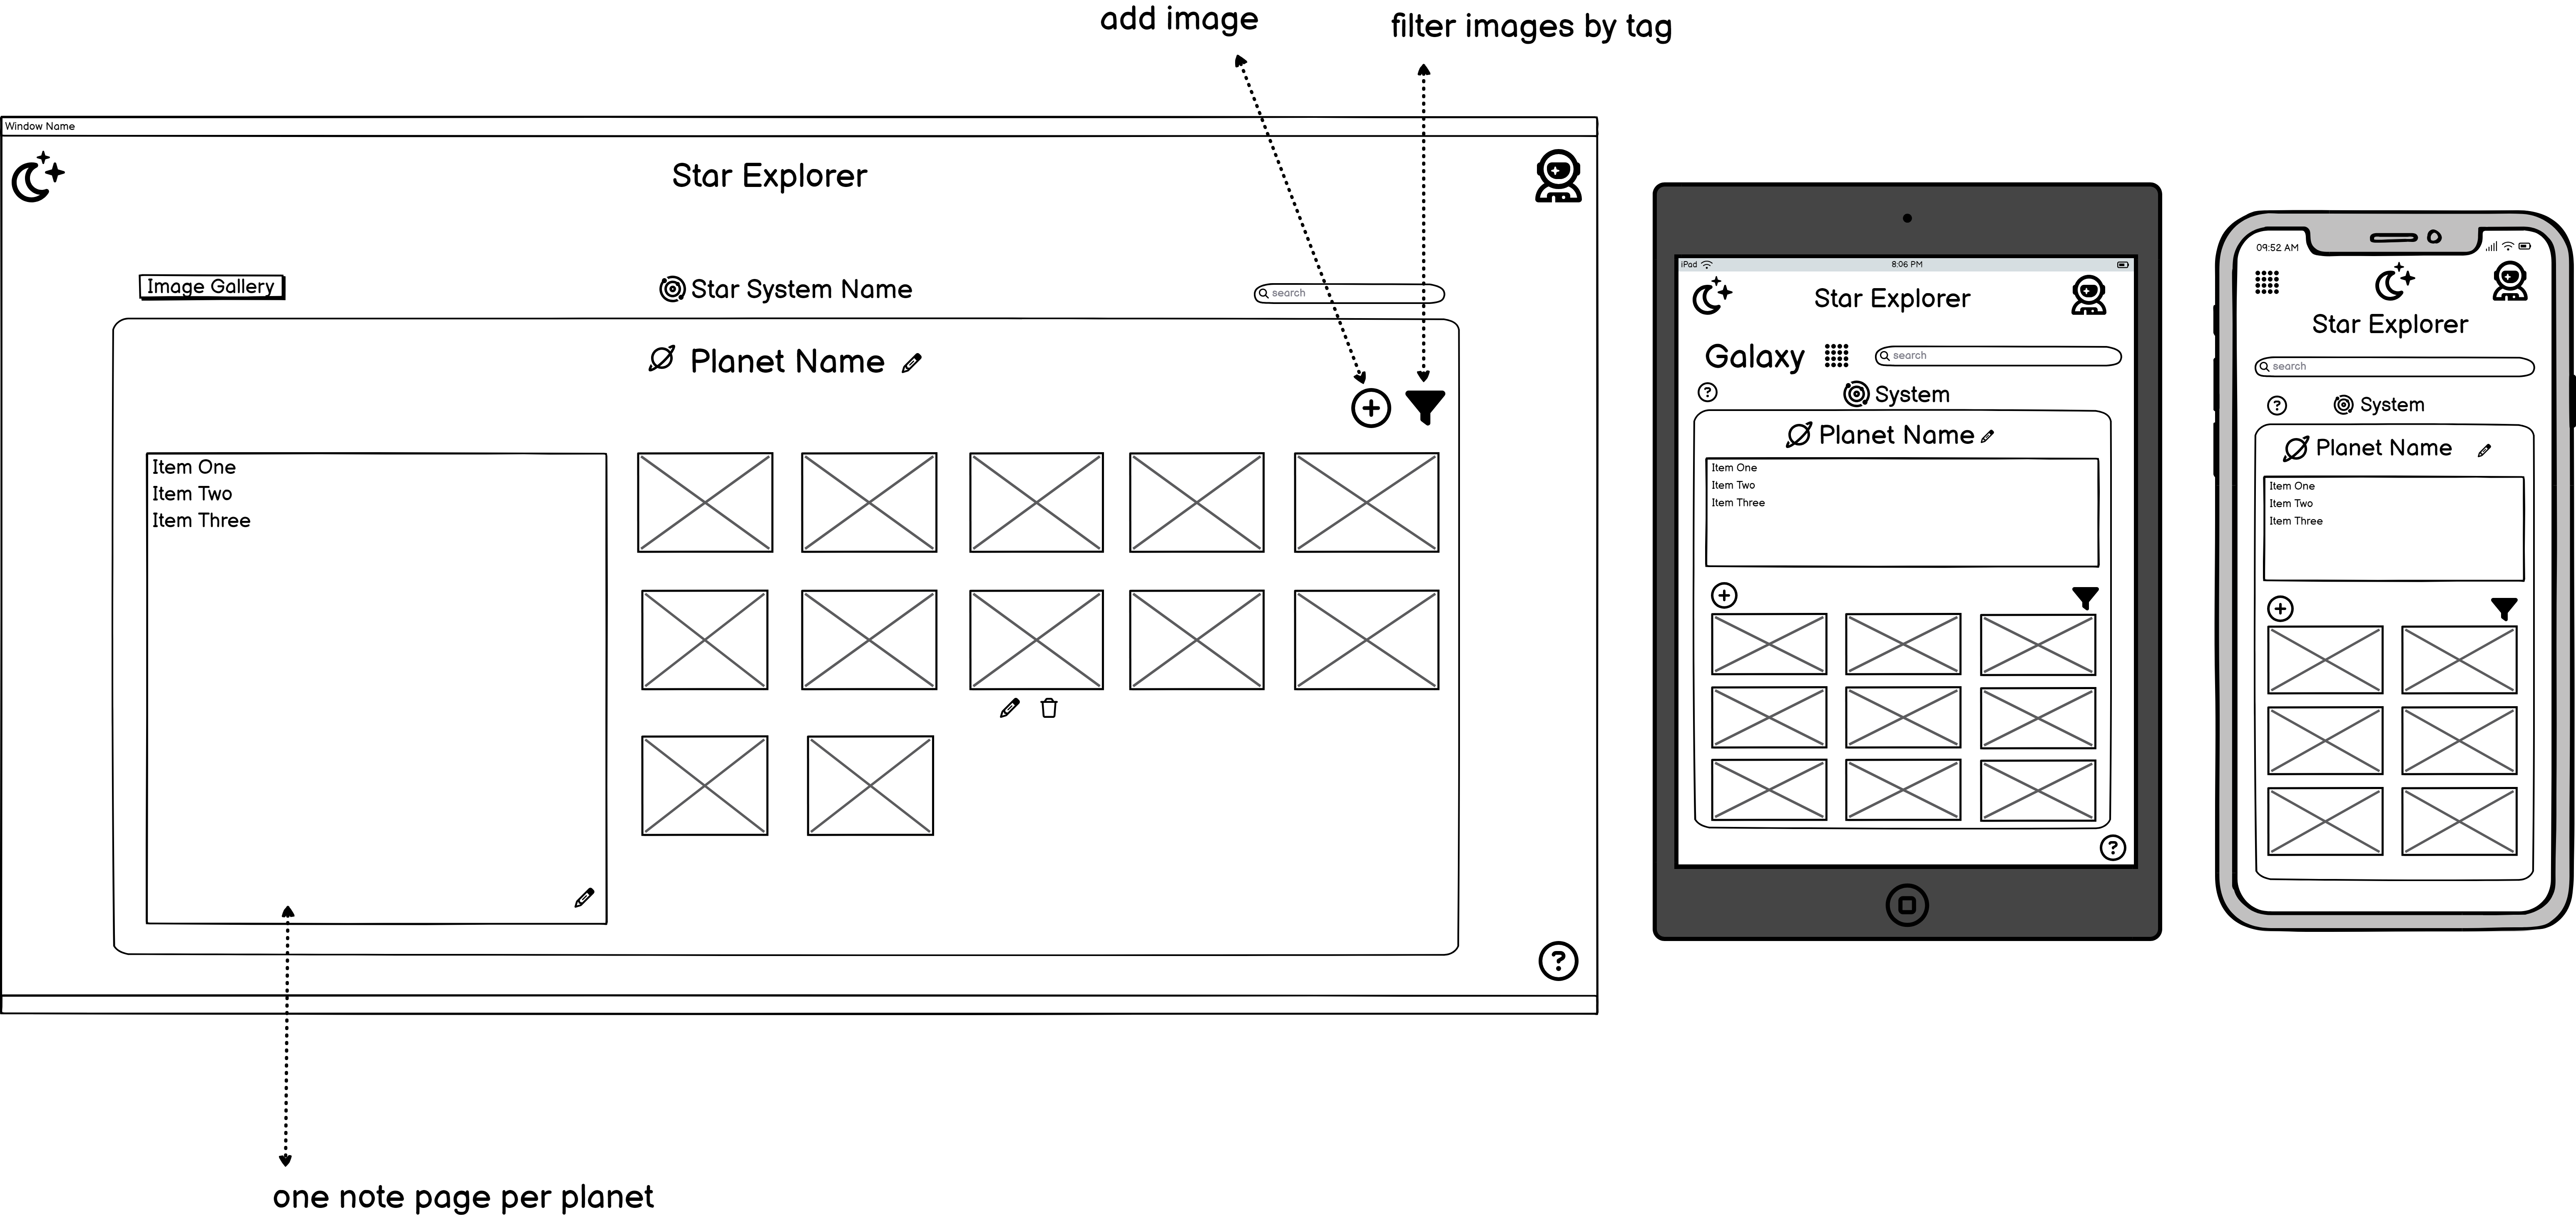 add image
filter images by tag
Window Name
Star Explorer
Image Gallery
Star System Name
search
Planet Name
Item One
Item Two
Item Three
?
one note page per planet
iPad
8:06 PM
Star Explorer
Galaxy
search
?
System
Planet Name
Item One
Item Two
Item Three
?
09:52 AM
Star Explorer
search
?
System
Planet Name
Item One
Item Two
Item Three